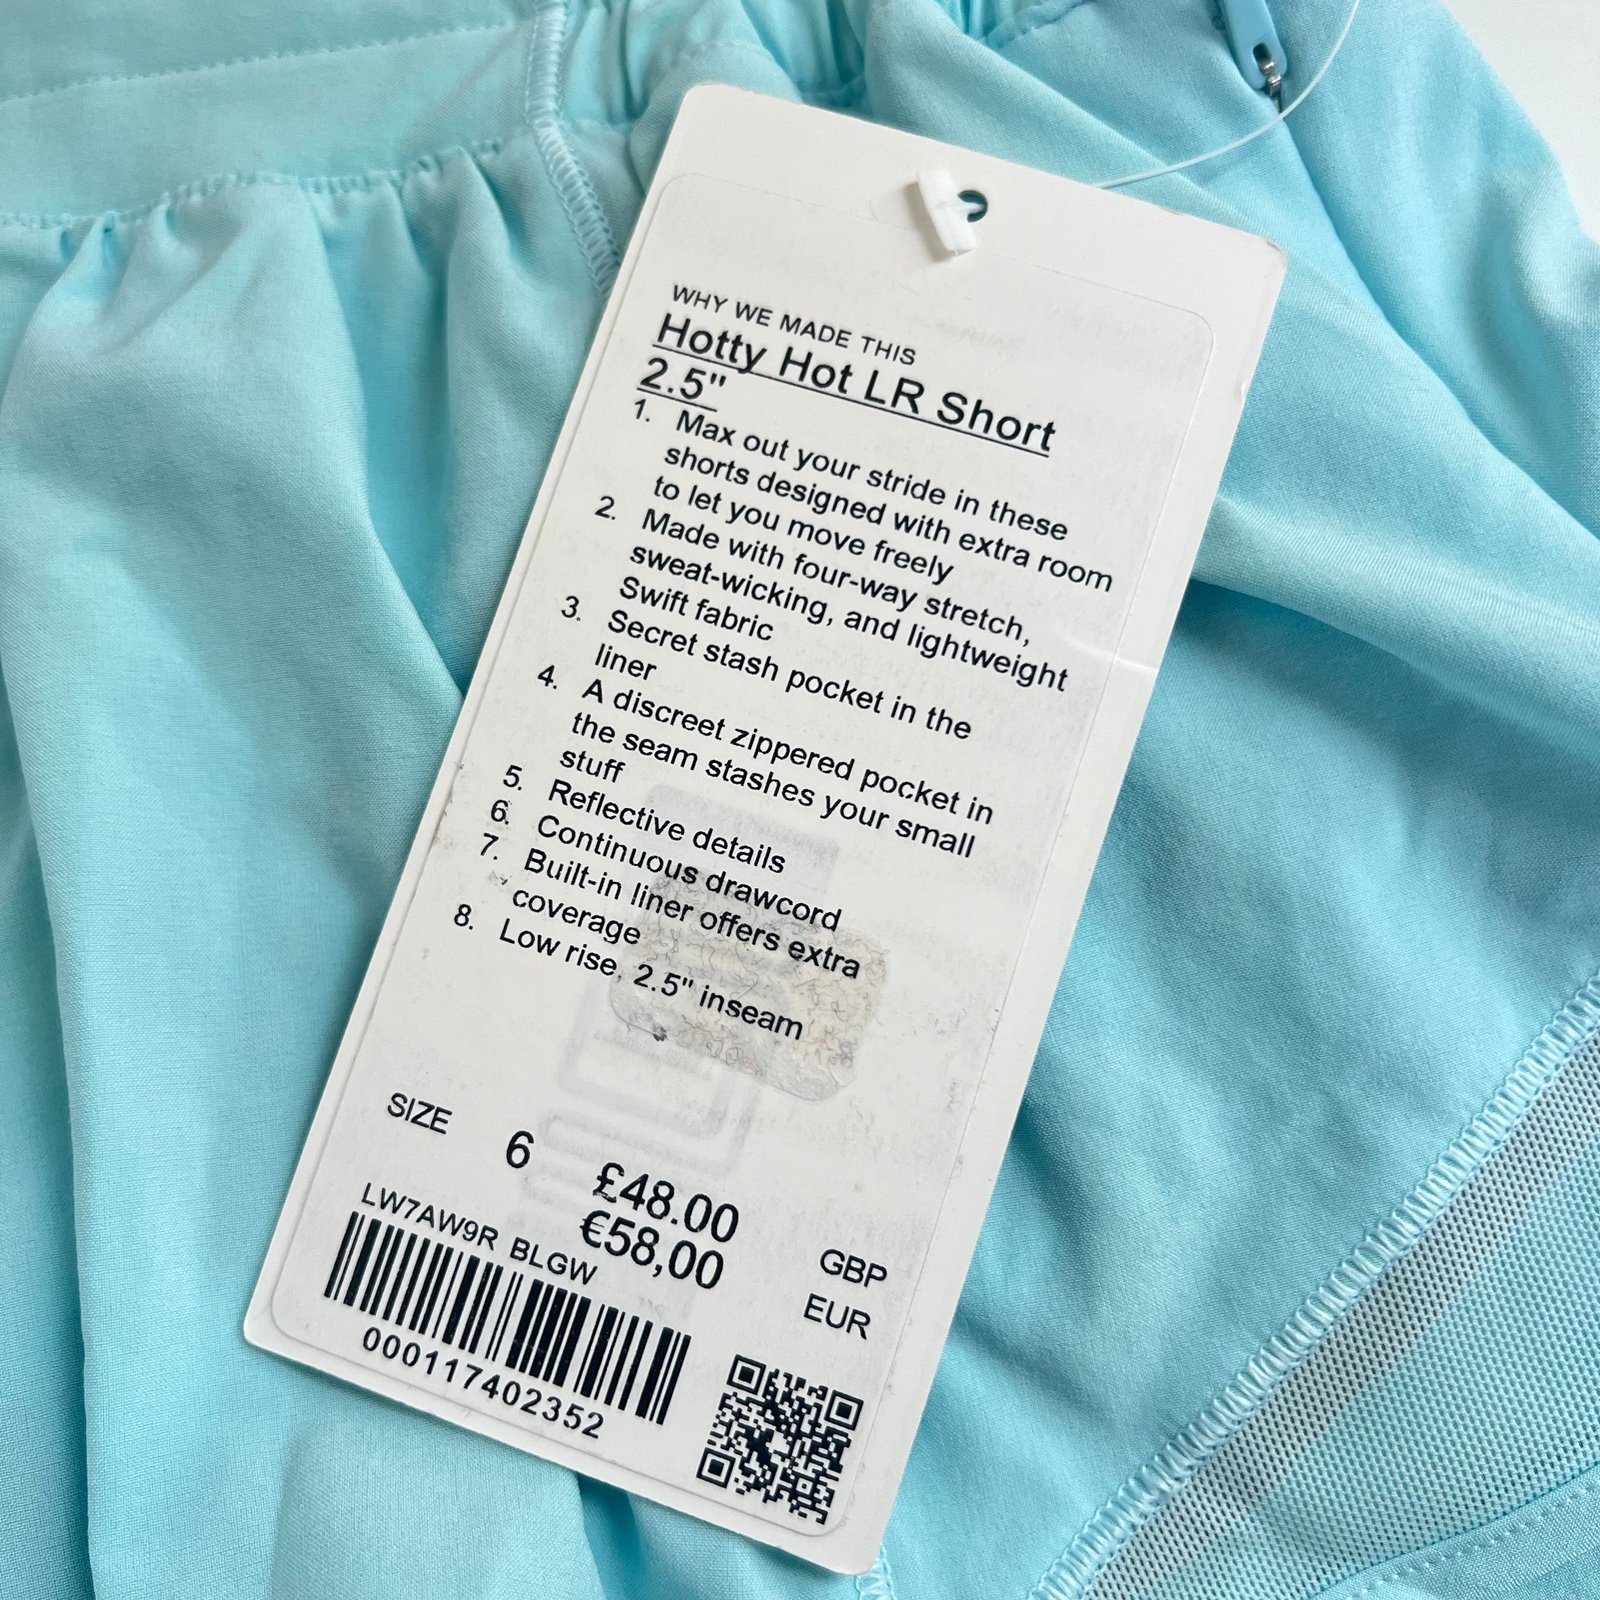 WHY WE MADE THIS
Hotty Hot LR Short
2.5"
1. Max out your stride in these
shorts designed with extra room
to let you move freely
2. Made with four-way stretch,
sweat-wicking, and lightweight
Swift fabric
3. Secret stash pocket in the
liner
4. A discreet zippered pocket in
the seam stashes your small
stuff
5. Reflective details
6. Continuous drawcord
7. Built-in liner offers extra
coverage
8. Low rise, 2.5" inseam
SIZE 6
£48.00 GBP
€58,00 EUR
LW7AW9R BLGW
000117402352